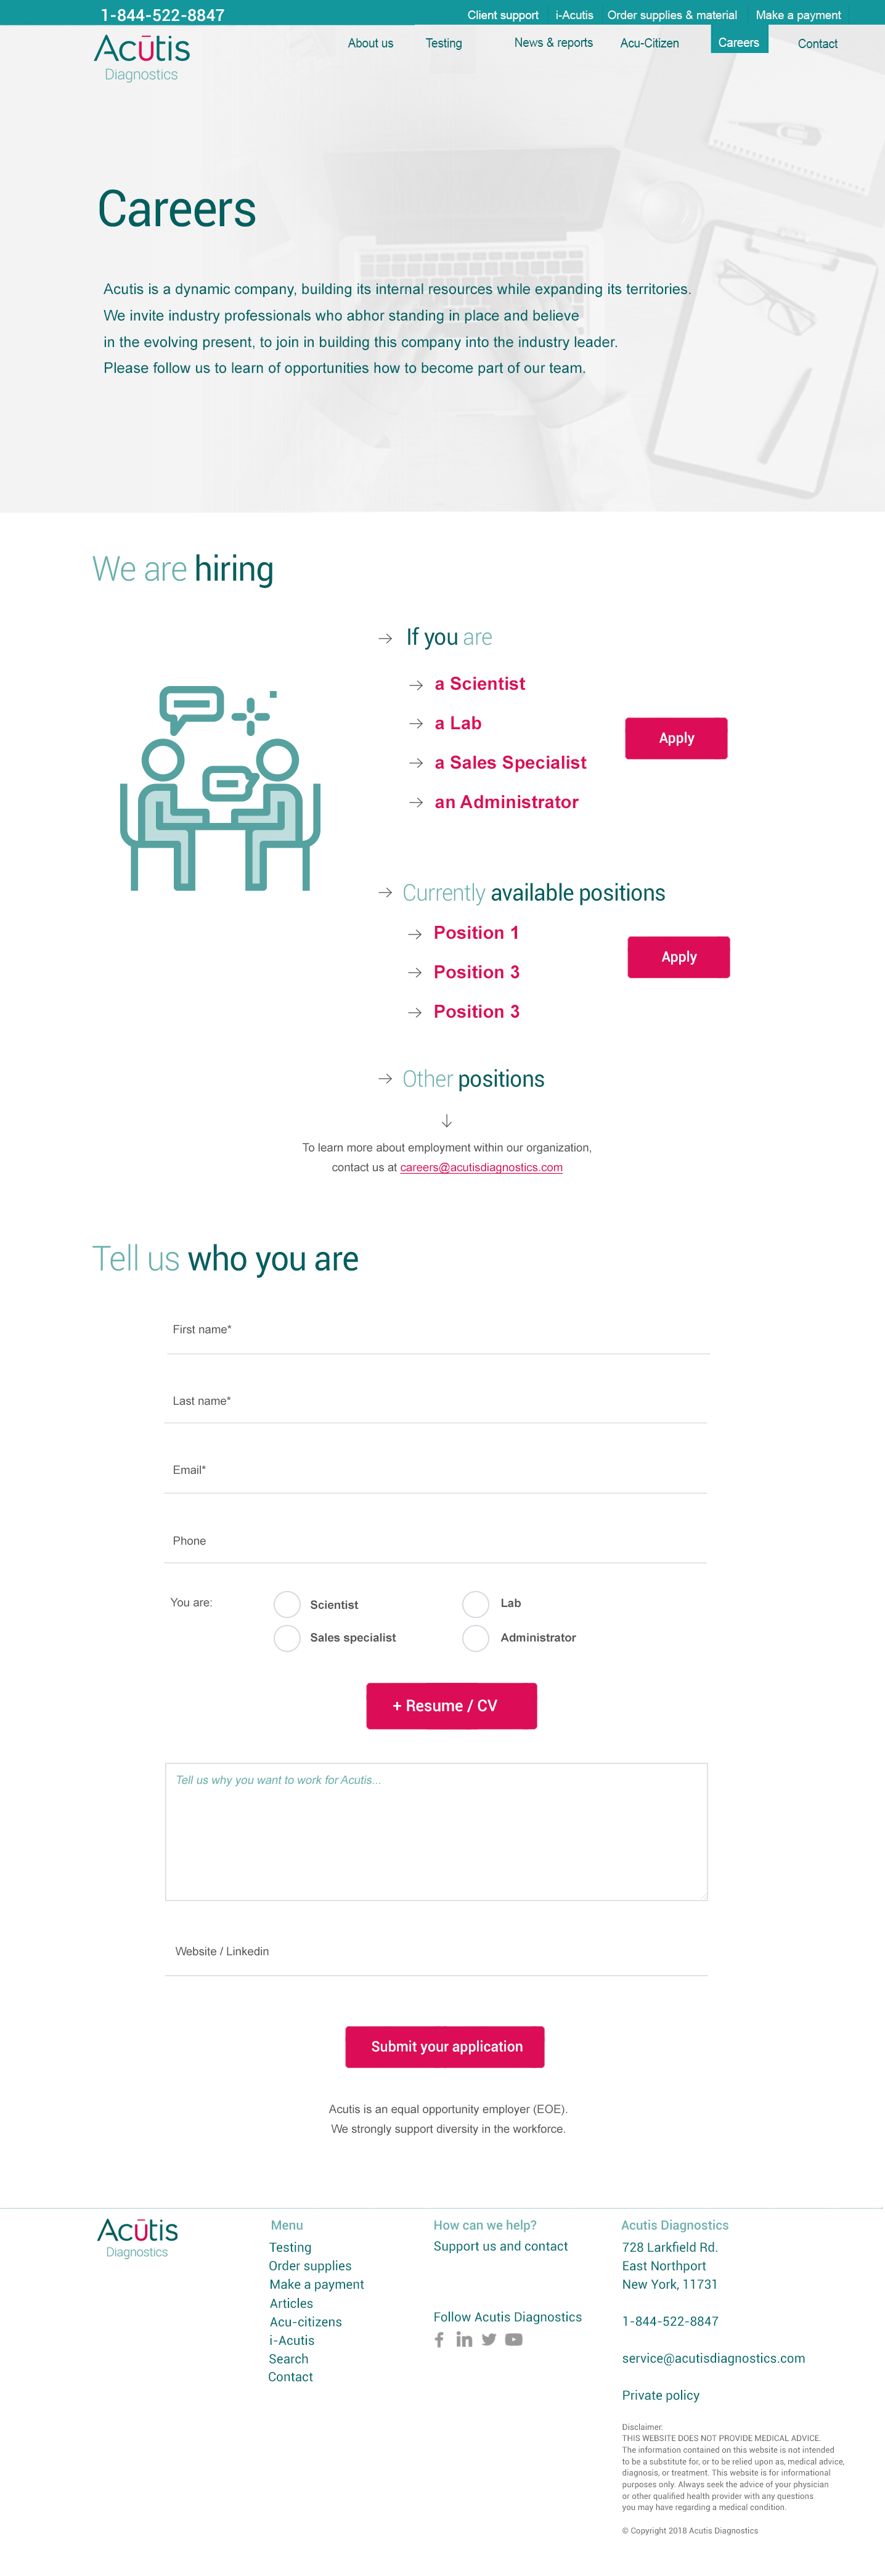 1-844-522-8847
Client support
i-Acutis
Order supplies & material
Make a payment
Acūtis
Diagnostics
About us
Testing
News & reports
Acu-Citizen
Careers
Contact
Careers
Acutis is a dynamic company, building its internal resources while expanding its territories.
We invite industry professionals who abhor standing in place and believe
in the evolving present, to join in building this company into the industry leader.
Please follow us to learn of opportunities how to become part of our team.
We are hiring
→ If you are
→ a Scientist
→ a Lab
→ a Sales Specialist
→ an Administrator
Apply
→ Currently available positions
→ Position 1
→ Position 3
→ Position 3
Apply
→ Other positions
↓
To learn more about employment within our organization,
contact us at careers@acutisdiagnostics.com
Tell us who you are
First name*
Last name*
Email*
Phone
You are:
Scientist
Lab
Sales specialist
Administrator
+ Resume / CV
Tell us why you want to work for Acutis...
Website / Linkedin
Submit your application
Acutis is an equal opportunity employer (EOE).
We strongly support diversity in the workforce.
Acūtis
Diagnostics
Menu
Testing
Order supplies
Make a payment
Articles
Acu-citizens
i-Acutis
Search
Contact
How can we help?
Support us and contact
Follow Acutis Diagnostics
Acutis Diagnostics
728 Larkfield Rd.
East Northport
New York, 11731
1-844-522-8847
service@acutisdiagnostics.com
Private policy
Disclaimer:
THIS WEBSITE DOES NOT PROVIDE MEDICAL ADVICE.
The information contained on this website is not intended
to be a substitute for, or to be relied upon as, medical advice,
diagnosis, or treatment. This website is for informational
purposes only. Always seek the advice of your physician
or other qualified health provider with any questions
you may have regarding a medical condition.
© Copyright 2018 Acutis Diagnostics